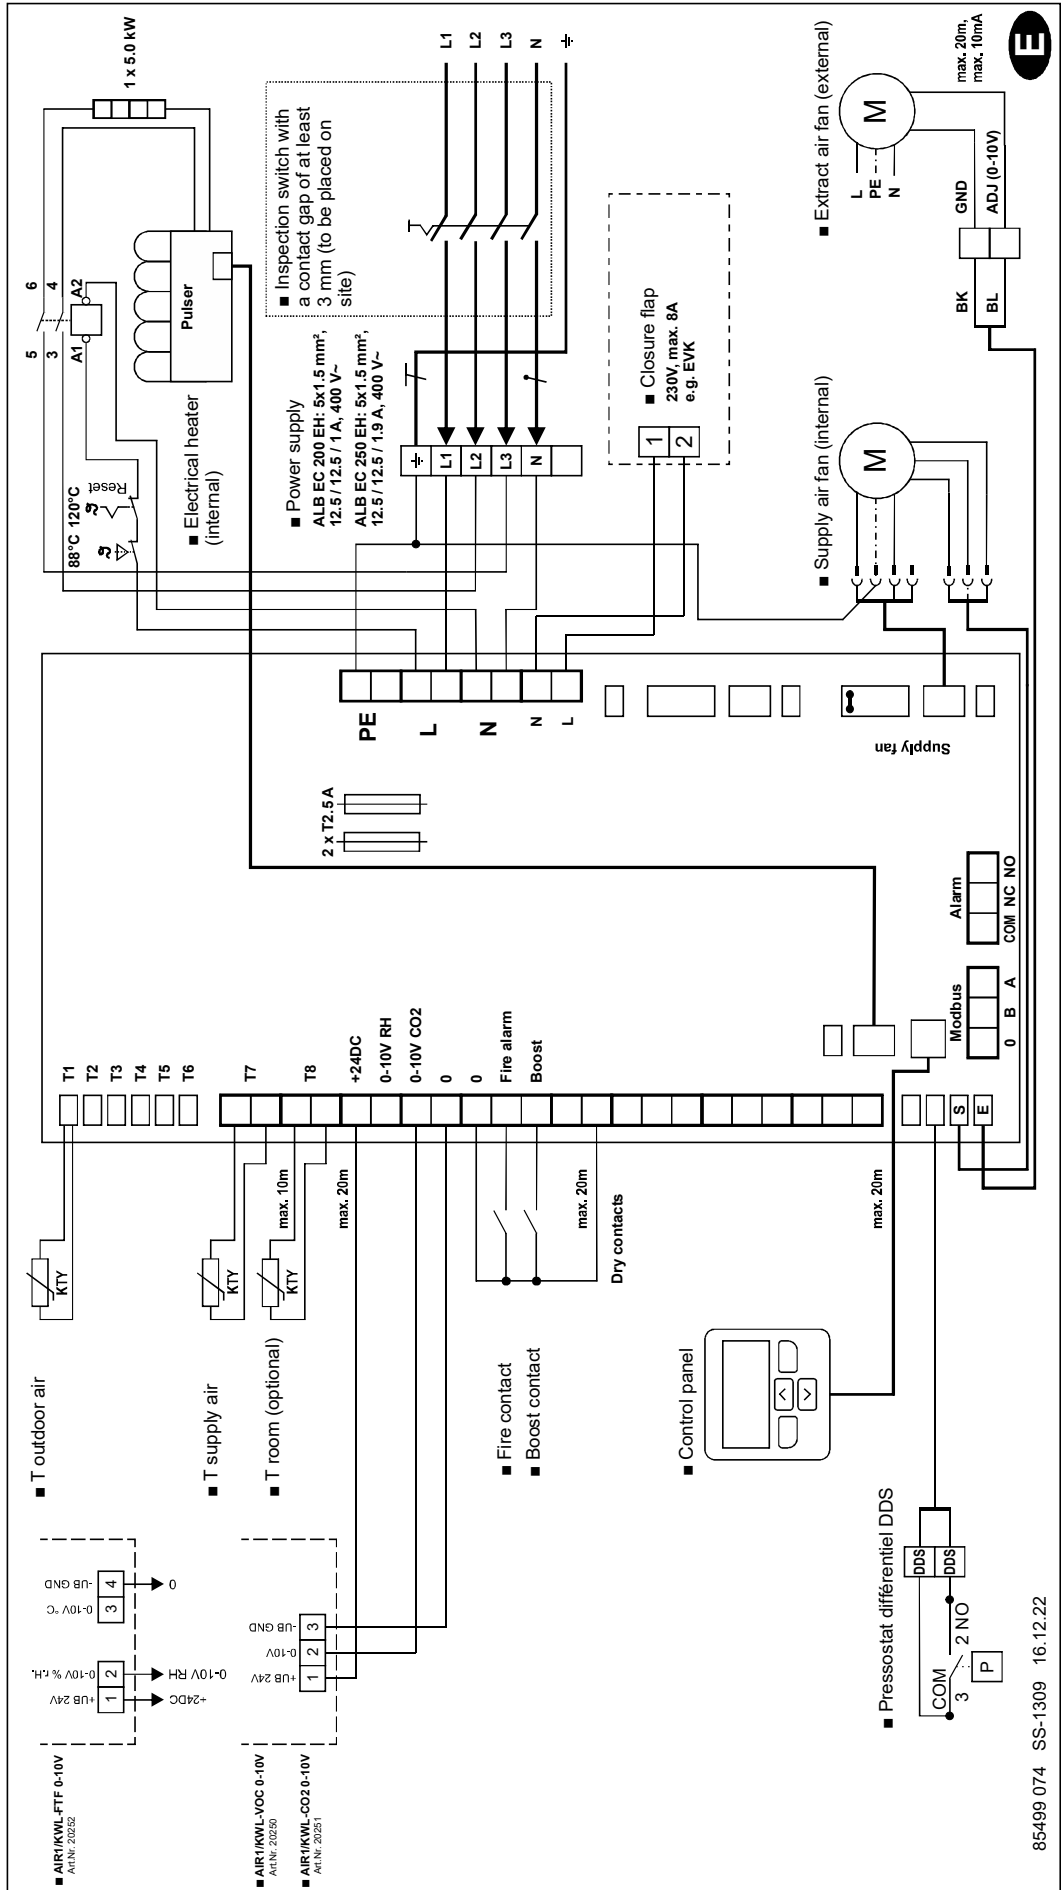 ■ AIR1/KWL-FTF 0-10V
Art.Nr. 20252
+UB 24V
0-10V % r.H.
0-10V °C
-UB GND
1
2
3
4
+24DC
0-10V RH
0
■ AIR1/KWL-VOC 0-10V
Art.Nr. 20250
■ AIR1/KWL-CO2 0-10V
Art.Nr. 20251
+UB 24V
0-10V
-UB GND
1
2
3
■ T outdoor air
KTY
■ T supply air
KTY
■ T room (optional)
KTY
max. 10m
max. 20m
■ Fire contact
■ Boost contact
max. 20m
Dry contacts
■ Control panel
max. 20m
■ Pressostat différentiel DDS
COM
3
2 NO
P
DDS
DDS
T1
T2
T3
T4
T5
T6
T7
T8
+24DC
0-10V RH
0-10V CO2
0
0
Fire alarm
Boost
S
E
Modbus
0 B A
Alarm
COM NC NO
2 x T2.5 A
PE
L
N
N
L
Supply fan
1 x 5.0 kW
5
6
3
4
A1
A2
Pulser
88°C 120°C
Reset
■ Electrical heater
(internal)
■ Power supply
ALB EC 200 EH: 5x1.5 mm²,
12.5 / 12.5 / 1 A, 400 V~
ALB EC 250 EH: 5x1.5 mm²,
12.5 / 12.5 / 1.9 A, 400 V~
L1
L2
L3
N
■ Inspection switch with
a contact gap of at least
3 mm (to be placed on
site)
L1
L2
L3
N
■ Closure flap
230V, max. 8A
e.g. EVK
1
2
■ Supply air fan (internal)
M
■ Extract air fan (external)
M
L
PE
N
GND
ADJ (0-10V)
BK
BL
max. 20m,
max. 10mA
E
85499 074 SS-1309 16.12.22